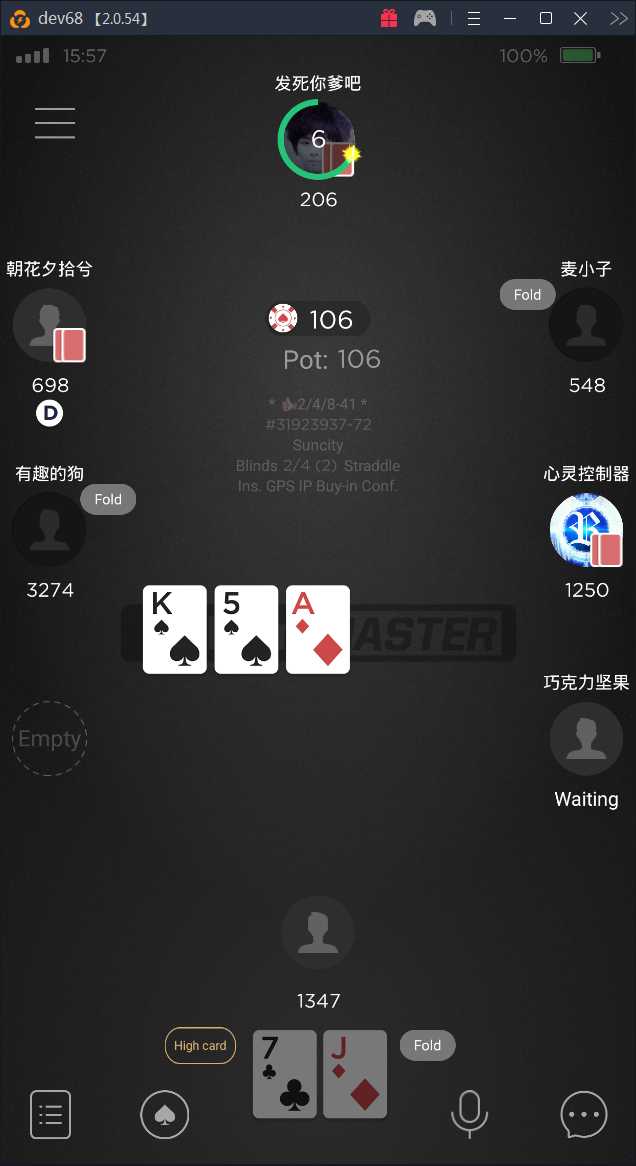 dev68 【2.0.54】
15:57
100%
发死你爹吧
6
206
朝花夕拾兮
麦小子
Fold
106
Pot: 106
698
548
D
* 2/4/8-41 *
#31923937-72
Suncity
Blinds 2/4 (2) Straddle
Ins. GPS IP Buy-in Conf.
有趣的狗
心灵控制器
Fold
3274
1250
K 5 A
ASTER
巧克力坚果
Empty
Waiting
1347
High card
7 J
Fold